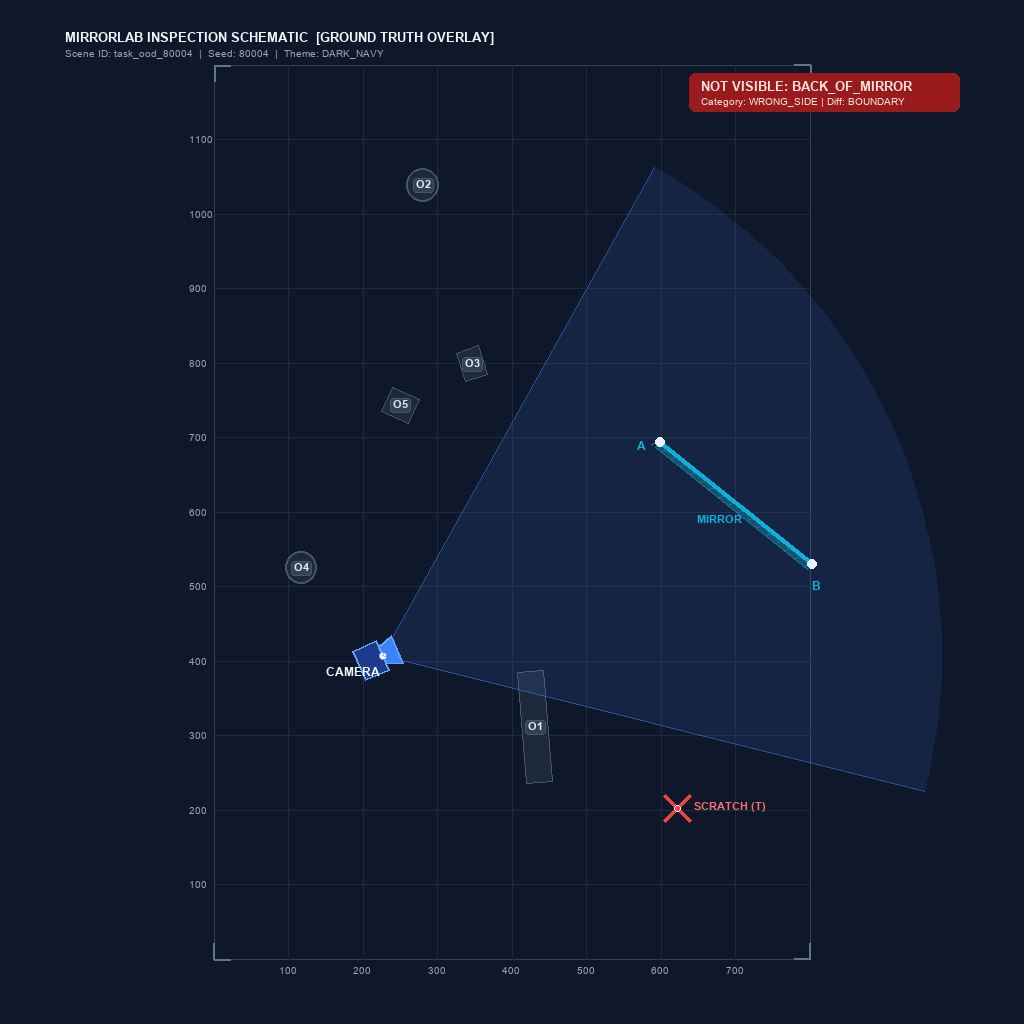 MIRRORLAB INSPECTION SCHEMATIC [GROUND TRUTH OVERLAY]
Scene ID: task_ood_80004 | Seed: 80004 | Theme: DARK_NAVY
NOT VISIBLE: BACK_OF_MIRROR
Category: WRONG_SIDE | Diff: BOUNDARY
1100
O2
1000
900
800
O3
O5
700
A
600
MIRROR
500
O4
B
400
CAMERA
300
O1
200
SCRATCH (T)
100
100 200 300 400 500 600 700